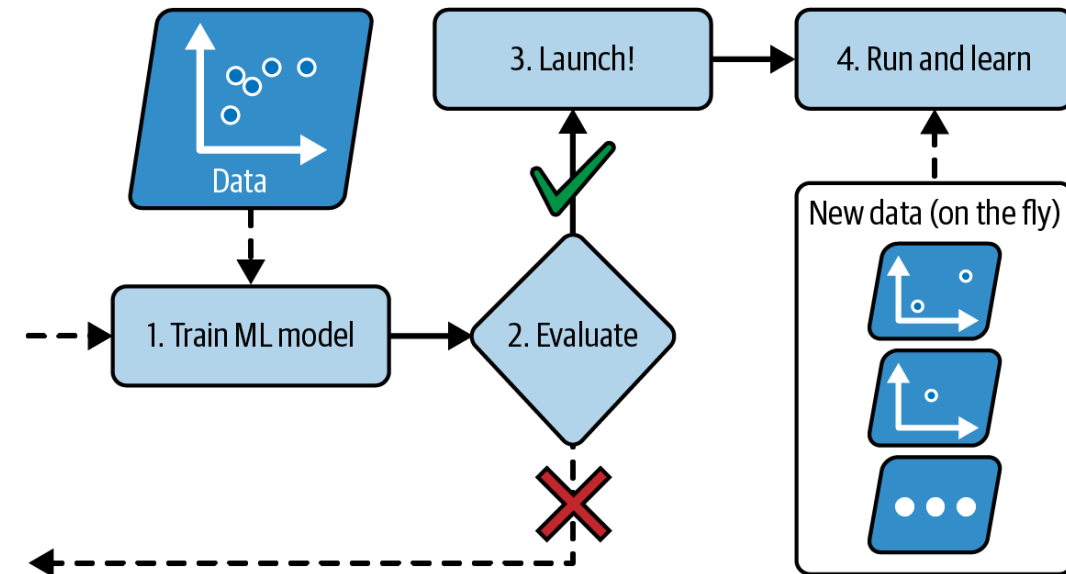 Data
1. Train ML model
2. Evaluate
3. Launch!
4. Run and learn
New data (on the fly)